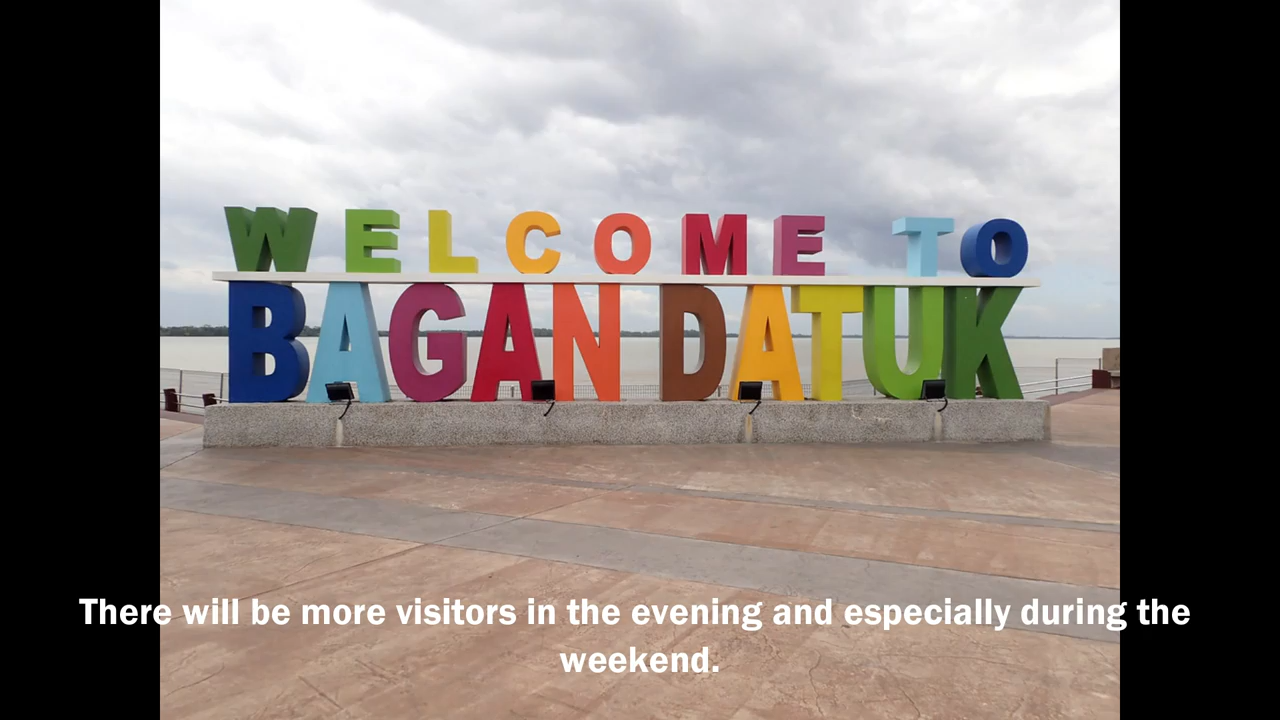 WELCOME TO
BAGAN DATUK
There will be more visitors in the evening and especially during the
weekend.